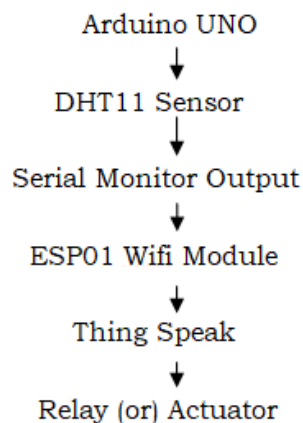 Arduino UNO
DHT11 Sensor
Serial Monitor Output
ESP01 Wifi Module
Thing Speak
Relay (or) Actuator